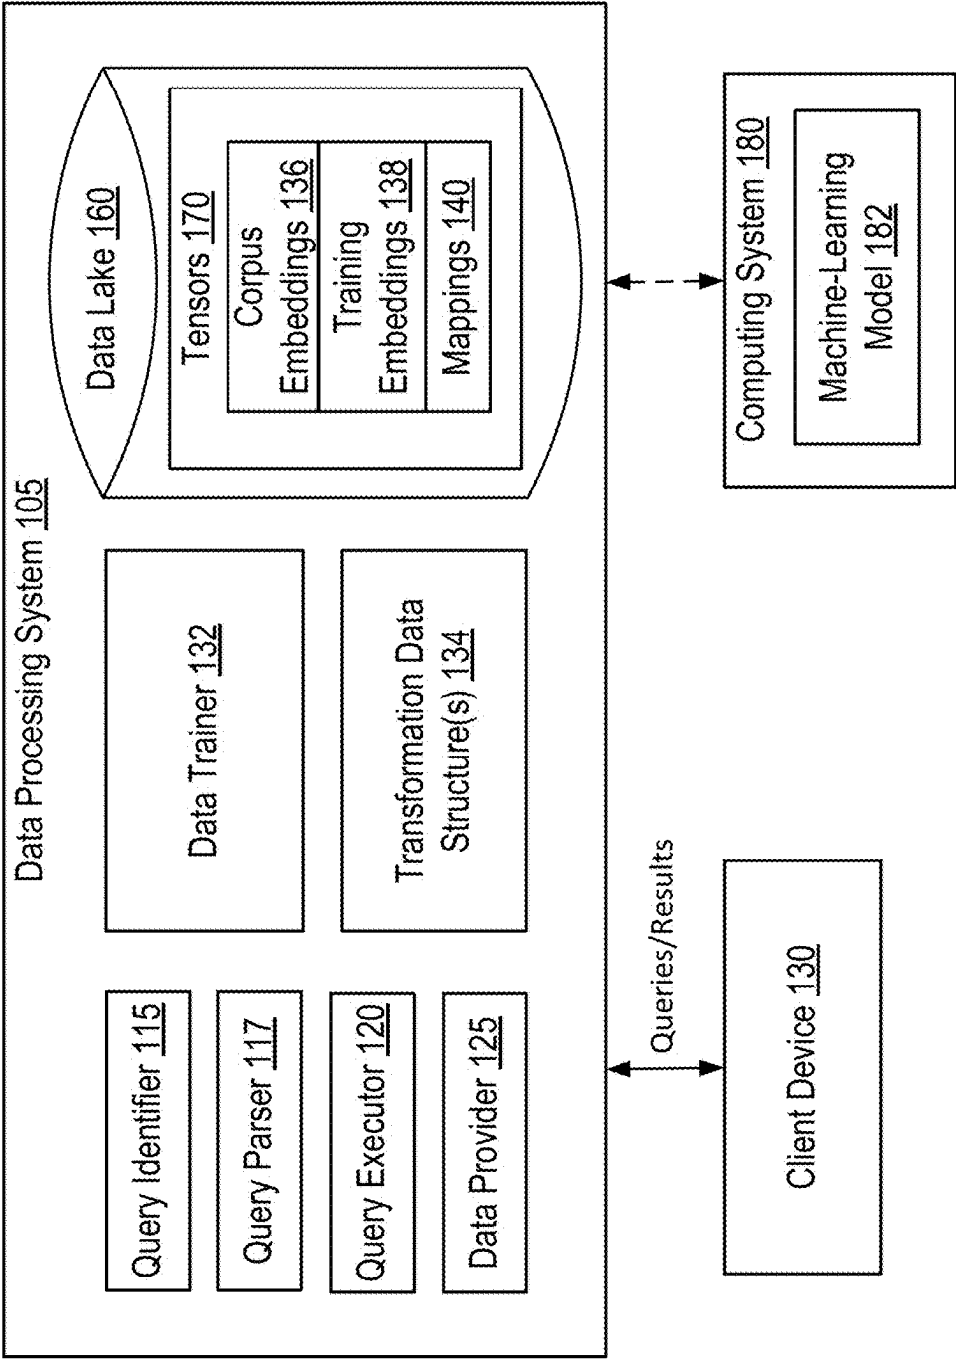 Data Processing System 105
Query Identifier 115
Query Parser 117
Query Executor 120
Data Provider 125
Data Trainer 132
Transformation Data
Structure(s) 134
Data Lake 160
Tensors 170
Corpus
Embeddings 136
Training
Embeddings 138
Mappings 140
Queries/Results
Client Device 130
Computing System 180
Machine-Learning
Model 182